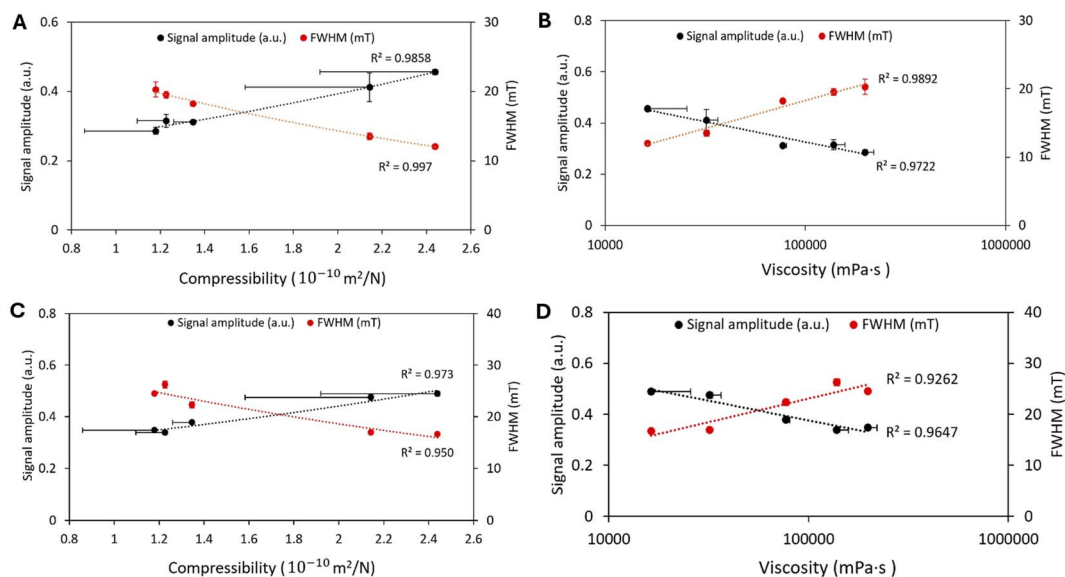 A
Signal amplitude (a.u.) FWHM (mT)
R² = 0.9858
R² = 0.997
0.6
0.4
0.2
0
30
20
10
0
0.8 1 1.2 1.4 1.6 1.8 2 2.2 2.4 2.6
Signal amplitude (a.u.)
FWHM (mT)
Compressibility (10⁻¹⁰ m²/N)
B
Signal amplitude (a.u.) FWHM (mT)
R² = 0.9892
R² = 0.9722
0.8
0.6
0.4
0.2
0
30
25
20
15
10
5
0
10000 100000 1000000
Signal amplitude (a.u.)
FWHM (mT)
Viscosity (mPa·s)
C
Signal amplitude (a.u.) FWHM (mT)
R² = 0.973
R² = 0.950
0.8
0.6
0.4
0.2
0
40
30
20
10
0
0.8 1 1.2 1.4 1.6 1.8 2 2.2 2.4 2.6
Signal amplitude (a.u.)
FWHM (mT)
Compressibility (10⁻¹⁰ m²/N)
D
Signal amplitude (a.u.) FWHM (mT)
R² = 0.9262
R² = 0.9647
0.8
0.6
0.4
0.2
0
40
30
20
10
0
10000 100000 1000000
Signal amplitude (a.u.)
FWHM (mT)
Viscosity (mPa·s)